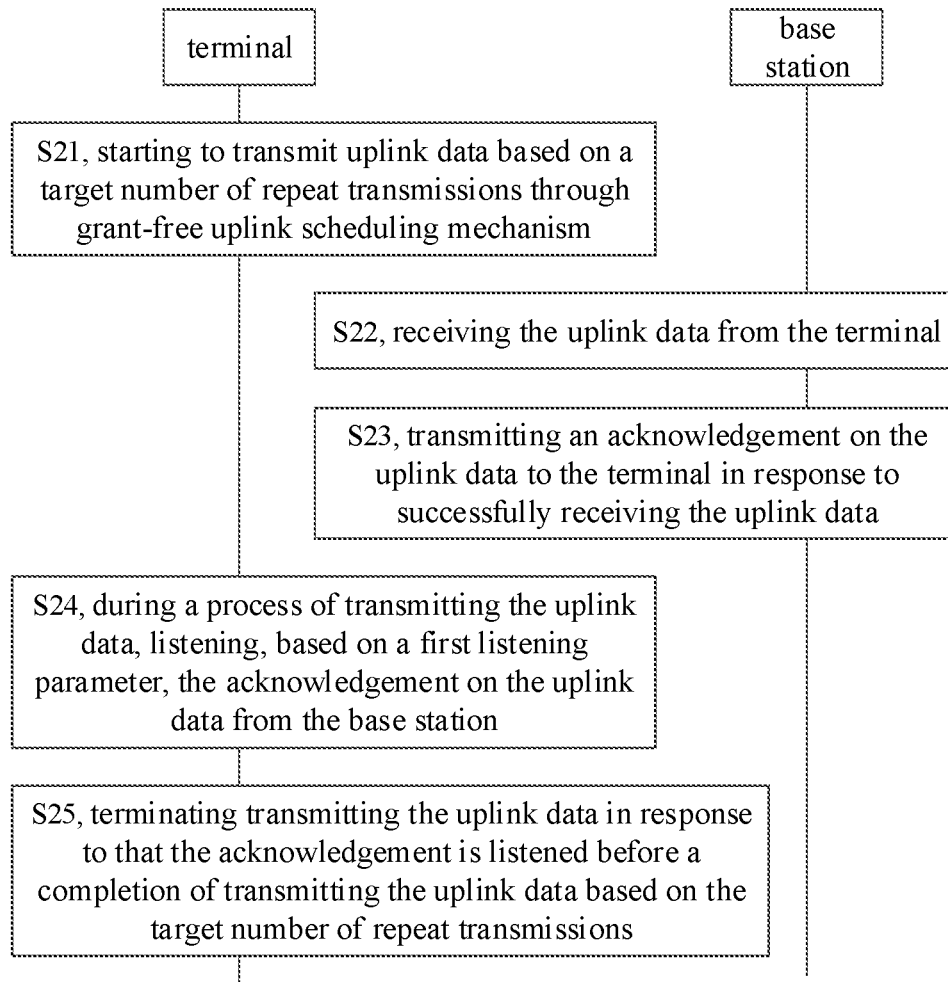 terminal
base
station
S21, starting to transmit uplink data based on a
target number of repeat transmissions through
grant-free uplink scheduling mechanism
S22, receiving the uplink data from the terminal
S23, transmitting an acknowledgement on the
uplink data to the terminal in response to
successfully receiving the uplink data
S24, during a process of transmitting the uplink
data, listening, based on a first listening
parameter, the acknowledgement on the uplink
data from the base station
S25, terminating transmitting the uplink data in response
to that the acknowledgement is listened before a
completion of transmitting the uplink data based on the
target number of repeat transmissions